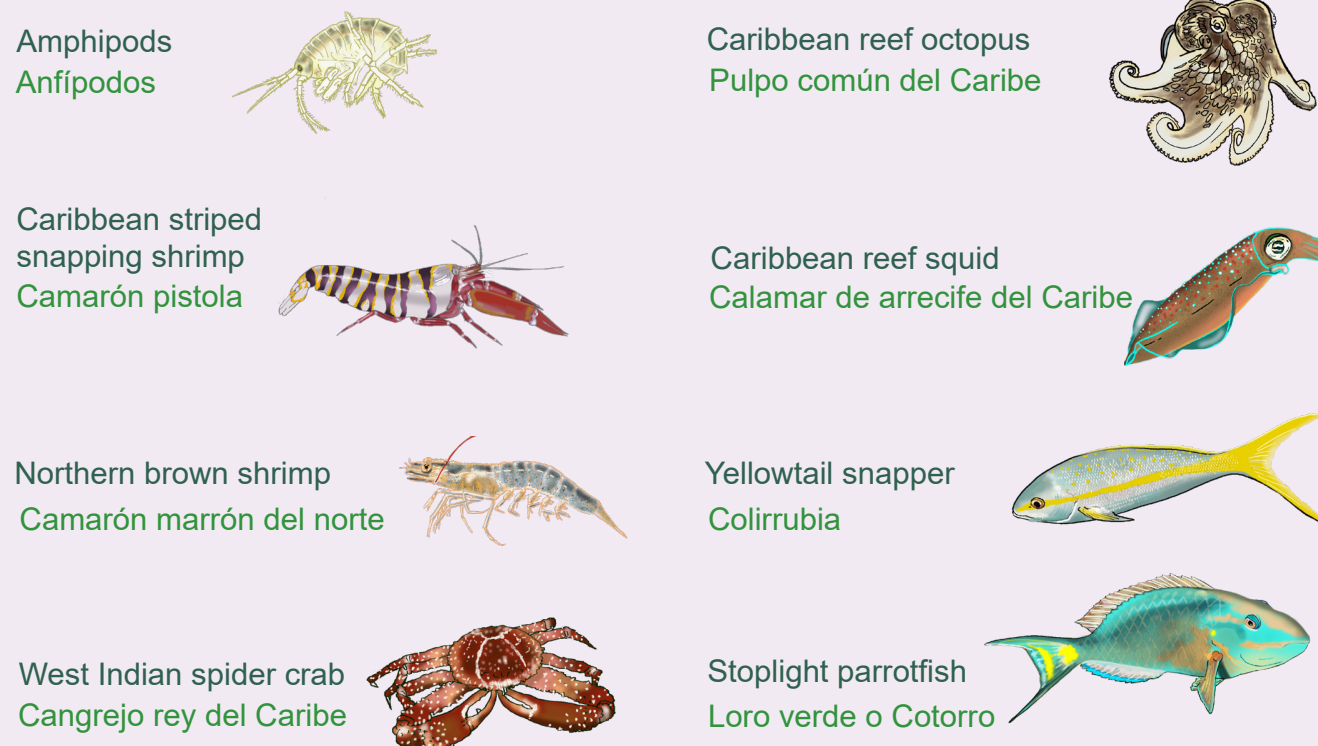 Amphipods
Anfípodos
Caribbean striped
snapping shrimp
Camarón pistola
Northern brown shrimp
Camarón marrón del norte
West Indian spider crab
Cangrejo rey del Caribe
Caribbean reef octopus
Pulpo común del Caribe
Caribbean reef squid
Calamar de arrecife del Caribe
Yellowtail snapper
Colirrubia
Stoplight parrotfish
Loro verde o Cotorro